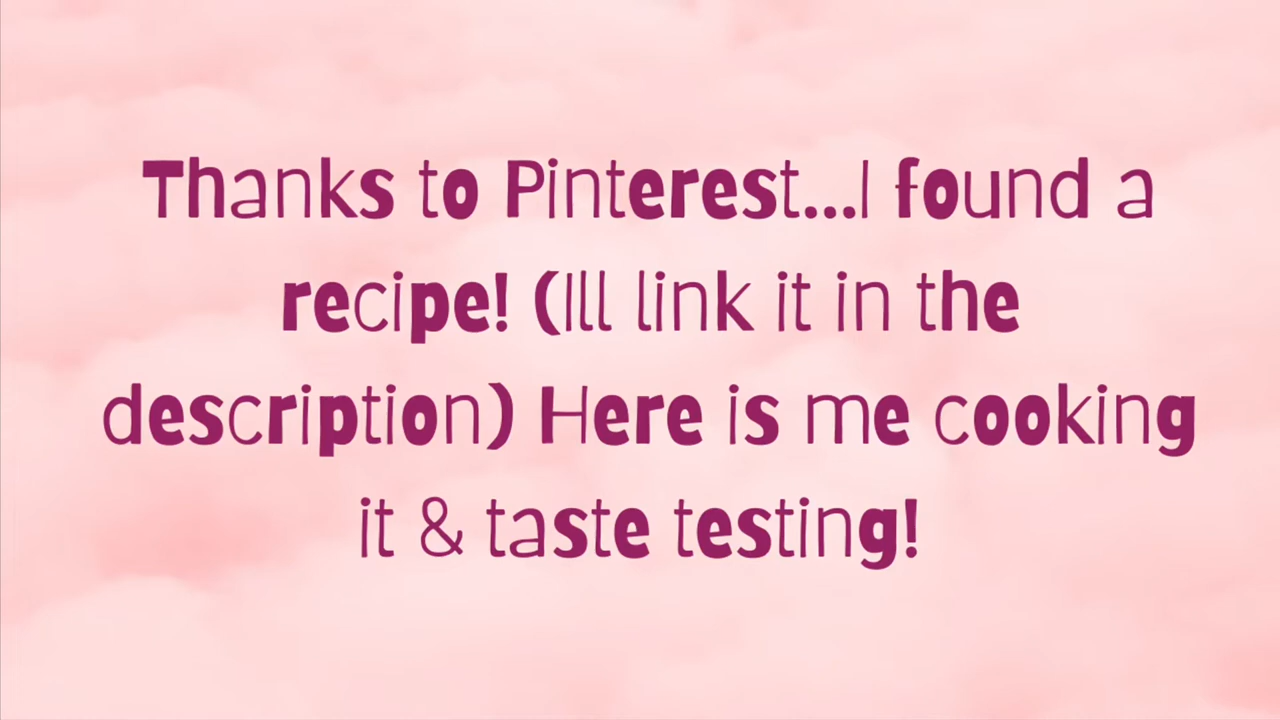 Thanks to Pinterest...I found a
recipe! (Ill link it in the
description) Here is me cooking
it & taste testing!